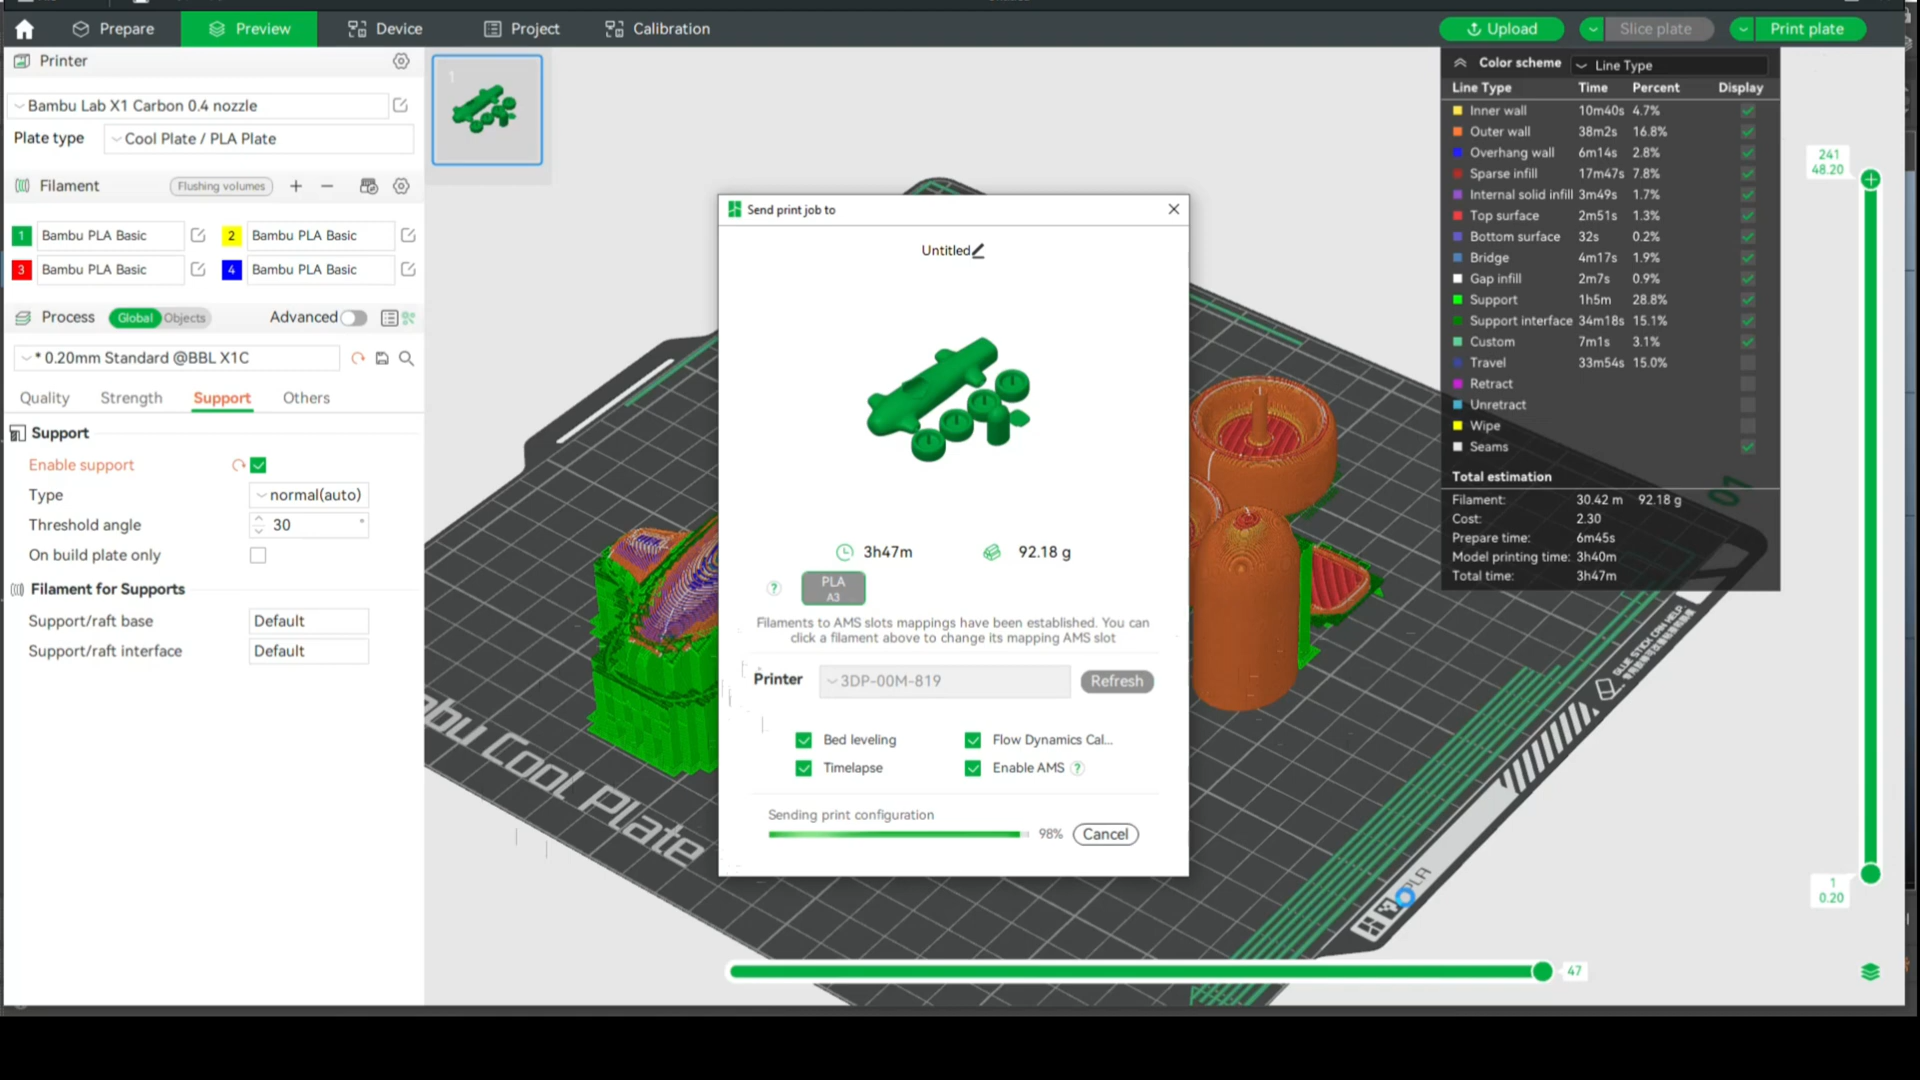 Prepare
Preview
Device
Project
Calibration
Upload
Slice plate
Print plate
Printer
Bambu Lab X1 Carbon 0.4 nozzle
Plate type
Cool Plate / PLA Plate
Filament
Flushing volumes
1 Bambu PLA Basic
2 Bambu PLA Basic
3 Bambu PLA Basic
4 Bambu PLA Basic
Process
Global
Objects
Advanced
* 0.20mm Standard @BBL X1C
Quality
Strength
Support
Others
Support
Enable support
Type
normal(auto)
Threshold angle
30 °
On build plate only
Filament for Supports
Support/raft base
Default
Support/raft interface
Default
1
Send print job to
Untitled
3h47m
92.18 g
PLA
A3
Filaments to AMS slots mappings have been established. You can
click a filament above to change its mapping AMS slot
Printer
3DP-00M-819
Refresh
Bed leveling
Flow Dynamics Cal...
Timelapse
Enable AMS
Sending print configuration
98%
Cancel
Color scheme
Line Type
Line Type Time Percent Display
Inner wall 10m40s 4.7%
Outer wall 38m2s 16.8%
Overhang wall 6m14s 2.8%
Sparse infill 17m47s 7.8%
Internal solid infill 3m49s 1.7%
Top surface 2m51s 1.3%
Bottom surface 32s 0.2%
Bridge 4m17s 1.9%
Gap infill 2m7s 0.9%
Support 1h5m 28.8%
Support interface 34m18s 15.1%
Custom 7m1s 3.1%
Travel 33m54s 15.0%
Retract
Unretract
Wipe
Seams
Total estimation
Filament: 30.42 m 92.18 g
Cost: 2.30
Prepare time: 6m45s
Model printing time: 3h40m
Total time: 3h47m
241
48.20
1
0.20
47
01
bu Cool Plate
GLUE STICK CAN HELP
PLA